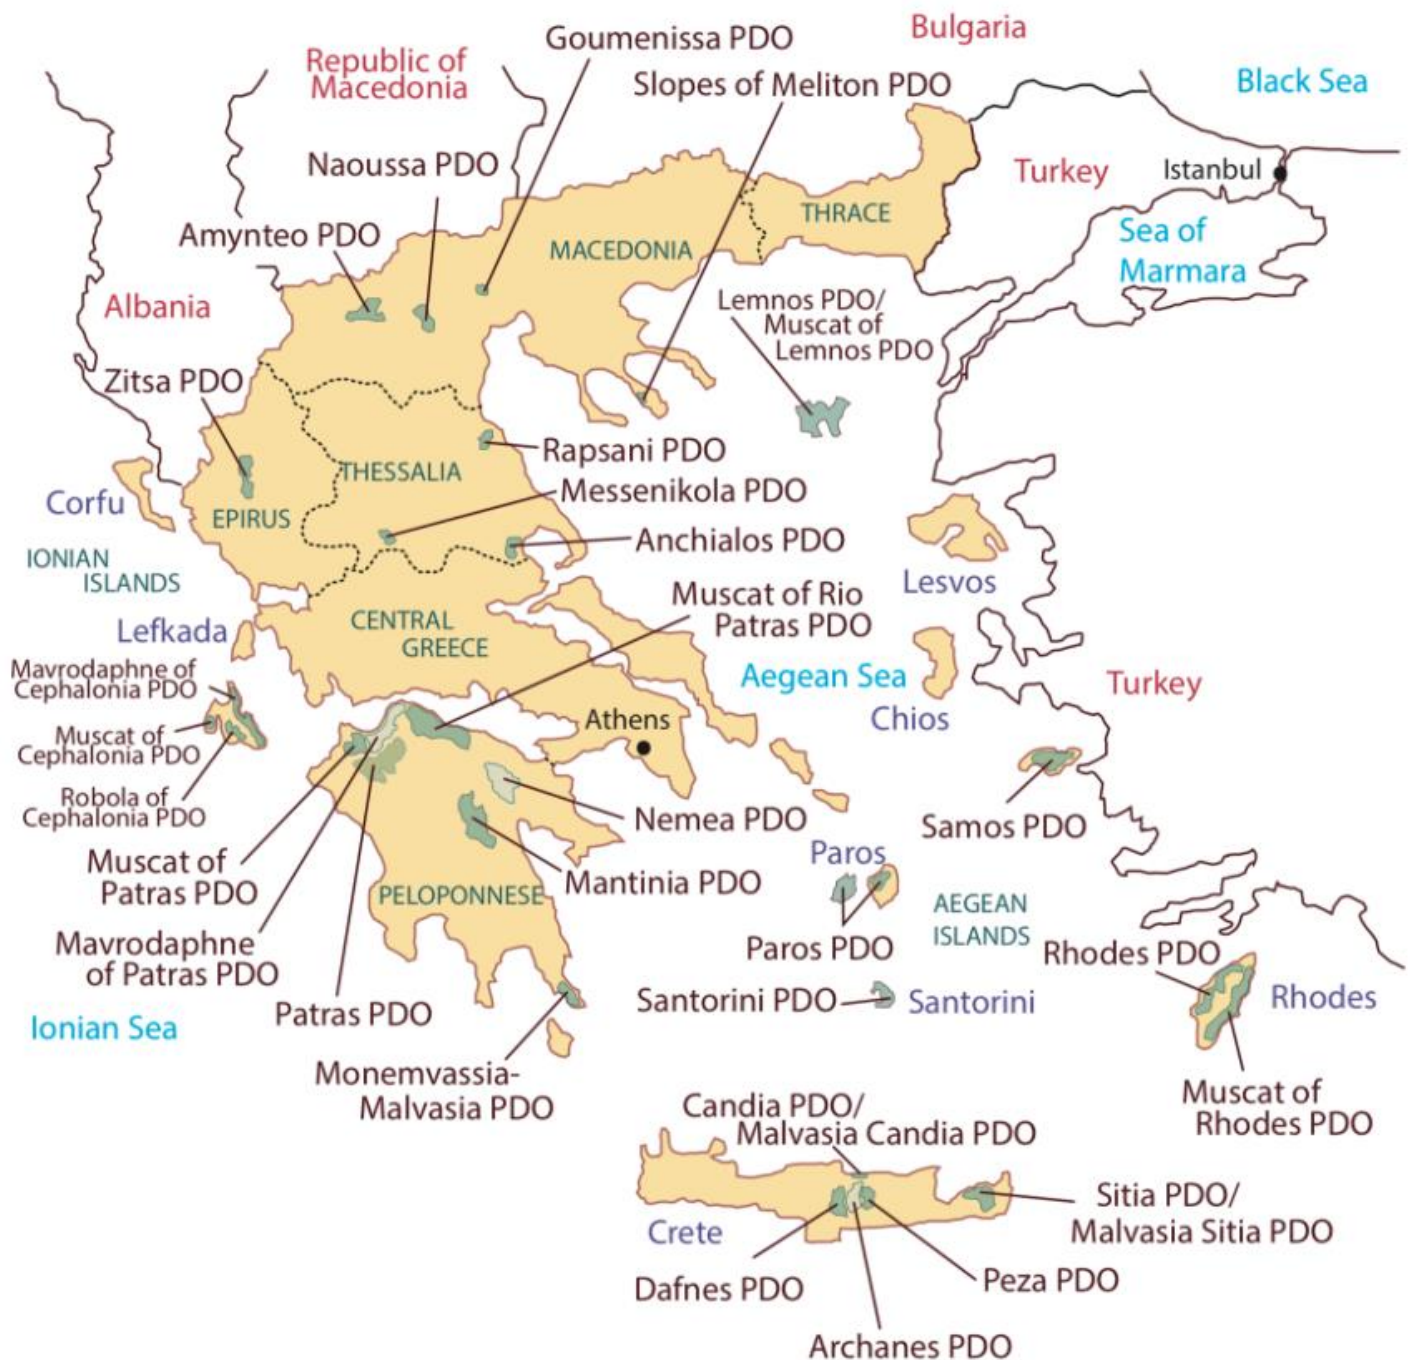 Goumenissa PDO
Bulgaria
Republic of
Macedonia
Slopes of Meliton PDO
Black Sea
Naoussa PDO
Turkey
Istanbul
THRACE
Amynteo PDO
MACEDONIA
Sea of
Marmara
Albania
Lemnos PDO/
Muscat of
Lemnos PDO
Zitsa PDO
Rapsani PDO
THESSALIA
Messenikola PDO
Corfu
EPIRUS
Anchialos PDO
IONIAN
ISLANDS
Lesvos
Muscat of Rio
Patras PDO
CENTRAL
GREECE
Lefkada
Mavrodaphne of
Cephalonia PDO
Aegean Sea
Turkey
Chios
Athens
Muscat of
Cephalonia PDO
Robola of
Cephalonia PDO
Nemea PDO
Samos PDO
Paros
Muscat of
Patras PDO
PELOPONNESE
Mantinia PDO
AEGEAN
ISLANDS
Mavrodaphne
of Patras PDO
Paros PDO
Rhodes PDO
Patras PDO
Santorini PDO
Santorini
Rhodes
Ionian Sea
Monemvassia-
Malvasia PDO
Muscat of
Rhodes PDO
Candia PDO/
Malvasia Candia PDO
Sitia PDO/
Malvasia Sitia PDO
Crete
Dafnes PDO
Peza PDO
Archanes PDO